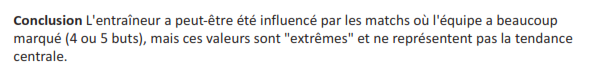 Conclusion L'entraîneur a peut-être été influencé par les matchs où l'équipe a beaucoup
marqué (4 ou 5 buts), mais ces valeurs sont "extrêmes" et ne représentent pas la tendance
centrale.